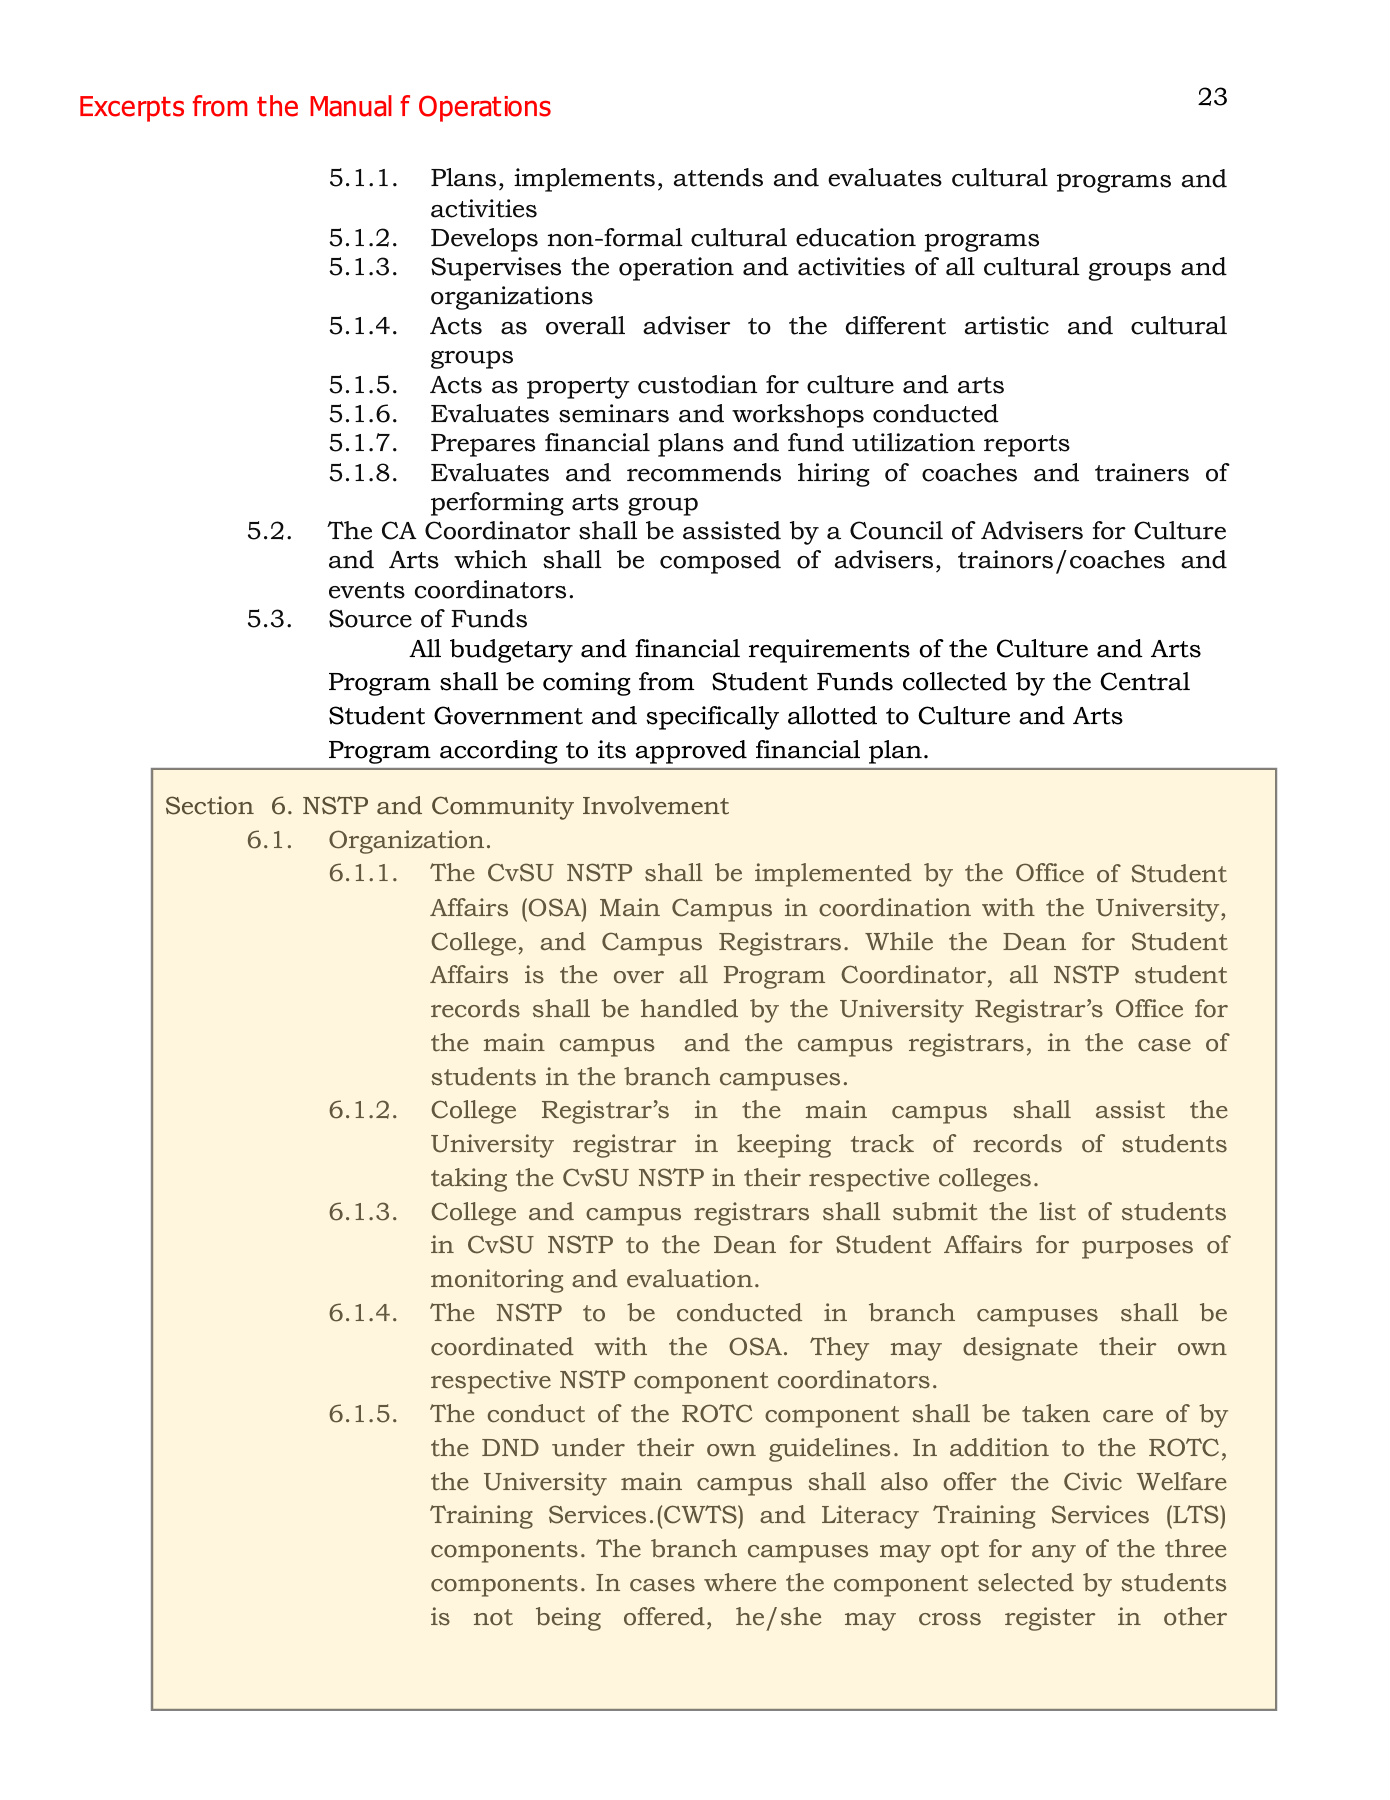 Excerpts from the Manual f Operations
23
5.1.1. Plans, implements, attends and evaluates cultural programs and
activities
5.1.2. Develops non-formal cultural education programs
5.1.3. Supervises the operation and activities of all cultural groups and
organizations
5.1.4. Acts as overall adviser to the different artistic and cultural
groups
5.1.5. Acts as property custodian for culture and arts
5.1.6. Evaluates seminars and workshops conducted
5.1.7. Prepares financial plans and fund utilization reports
5.1.8. Evaluates and recommends hiring of coaches and trainers of
performing arts group
5.2. The CA Coordinator shall be assisted by a Council of Advisers for Culture
and Arts which shall be composed of advisers, trainors/coaches and
events coordinators.
5.3. Source of Funds
All budgetary and financial requirements of the Culture and Arts
Program shall be coming from Student Funds collected by the Central
Student Government and specifically allotted to Culture and Arts
Program according to its approved financial plan.
Section 6. NSTP and Community Involvement
6.1. Organization.
6.1.1. The CvSU NSTP shall be implemented by the Office of Student
Affairs (OSA) Main Campus in coordination with the University,
College, and Campus Registrars. While the Dean for Student
Affairs is the over all Program Coordinator, all NSTP student
records shall be handled by the University Registrar's Office for
the main campus and the campus registrars, in the case of
students in the branch campuses.
6.1.2. College Registrar's in the main campus shall assist the
University registrar in keeping track of records of students
taking the CvSU NSTP in their respective colleges.
6.1.3. College and campus registrars shall submit the list of students
in CvSU NSTP to the Dean for Student Affairs for purposes of
monitoring and evaluation.
6.1.4. The NSTP to be conducted in branch campuses shall be
coordinated with the OSA. They may designate their own
respective NSTP component coordinators.
6.1.5. The conduct of the ROTC component shall be taken care of by
the DND under their own guidelines. In addition to the ROTC,
the University main campus shall also offer the Civic Welfare
Training Services.(CWTS) and Literacy Training Services (LTS)
components. The branch campuses may opt for any of the three
components. In cases where the component selected by students
is not being offered, he/she may cross register in other